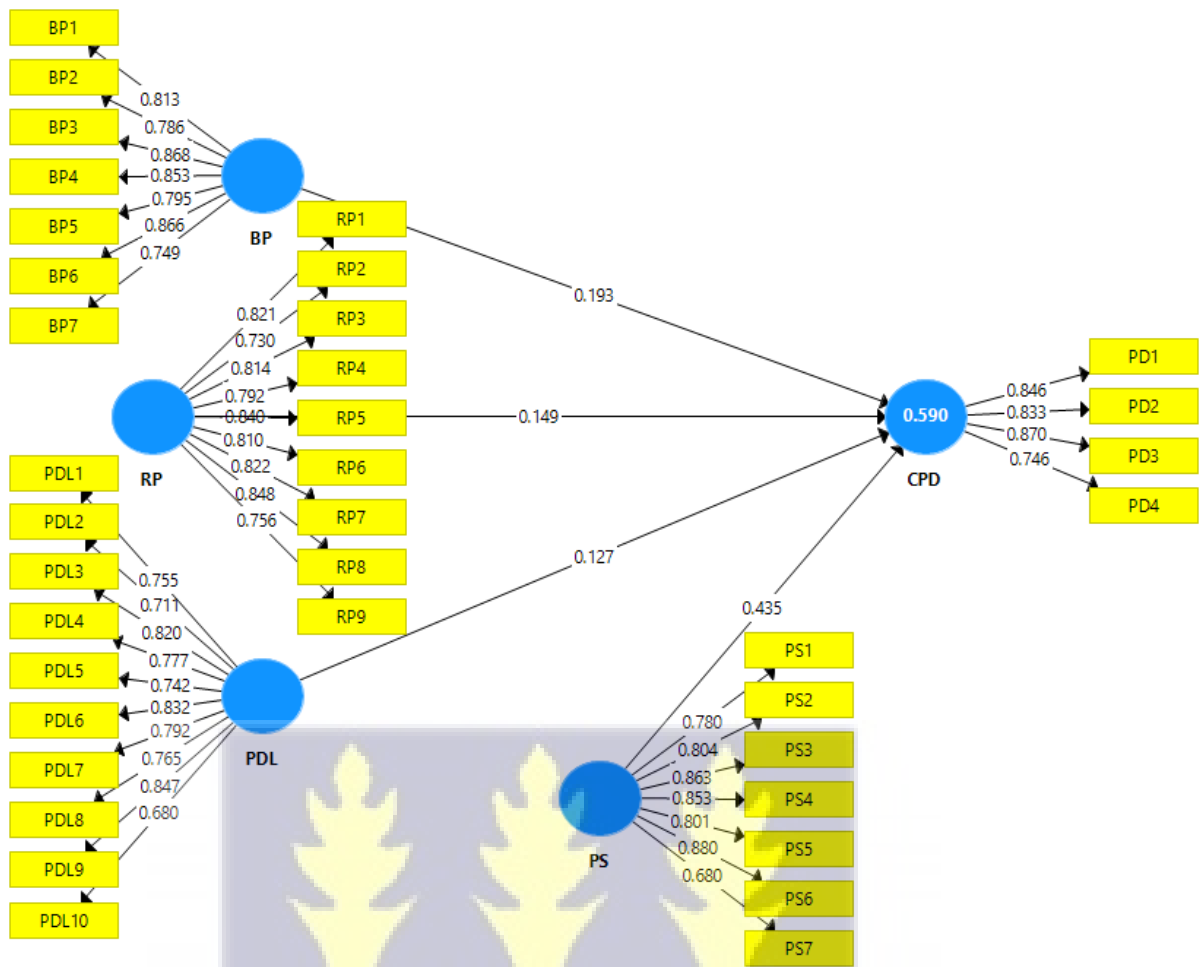 BP1
BP2
BP3
BP4
BP5
BP6
BP7
0.813
0.786
0.868
0.853
0.795
0.866
0.749
BP
RP1
RP2
RP3
RP4
RP5
RP6
RP7
RP8
RP9
0.821
0.730
0.814
0.792
0.840
0.810
0.822
0.848
0.756
RP
PDL1
PDL2
PDL3
PDL4
PDL5
PDL6
PDL7
PDL8
PDL9
PDL10
0.755
0.711
0.820
0.777
0.742
0.832
0.792
0.765
0.847
0.680
PDL
0.193
0.149
0.127
0.435
PS1
PS2
PS3
PS4
PS5
PS6
PS7
0.780
0.804
0.863
0.853
0.801
0.880
0.680
PS
0.590
CPD
0.846
0.833
0.870
0.746
PD1
PD2
PD3
PD4